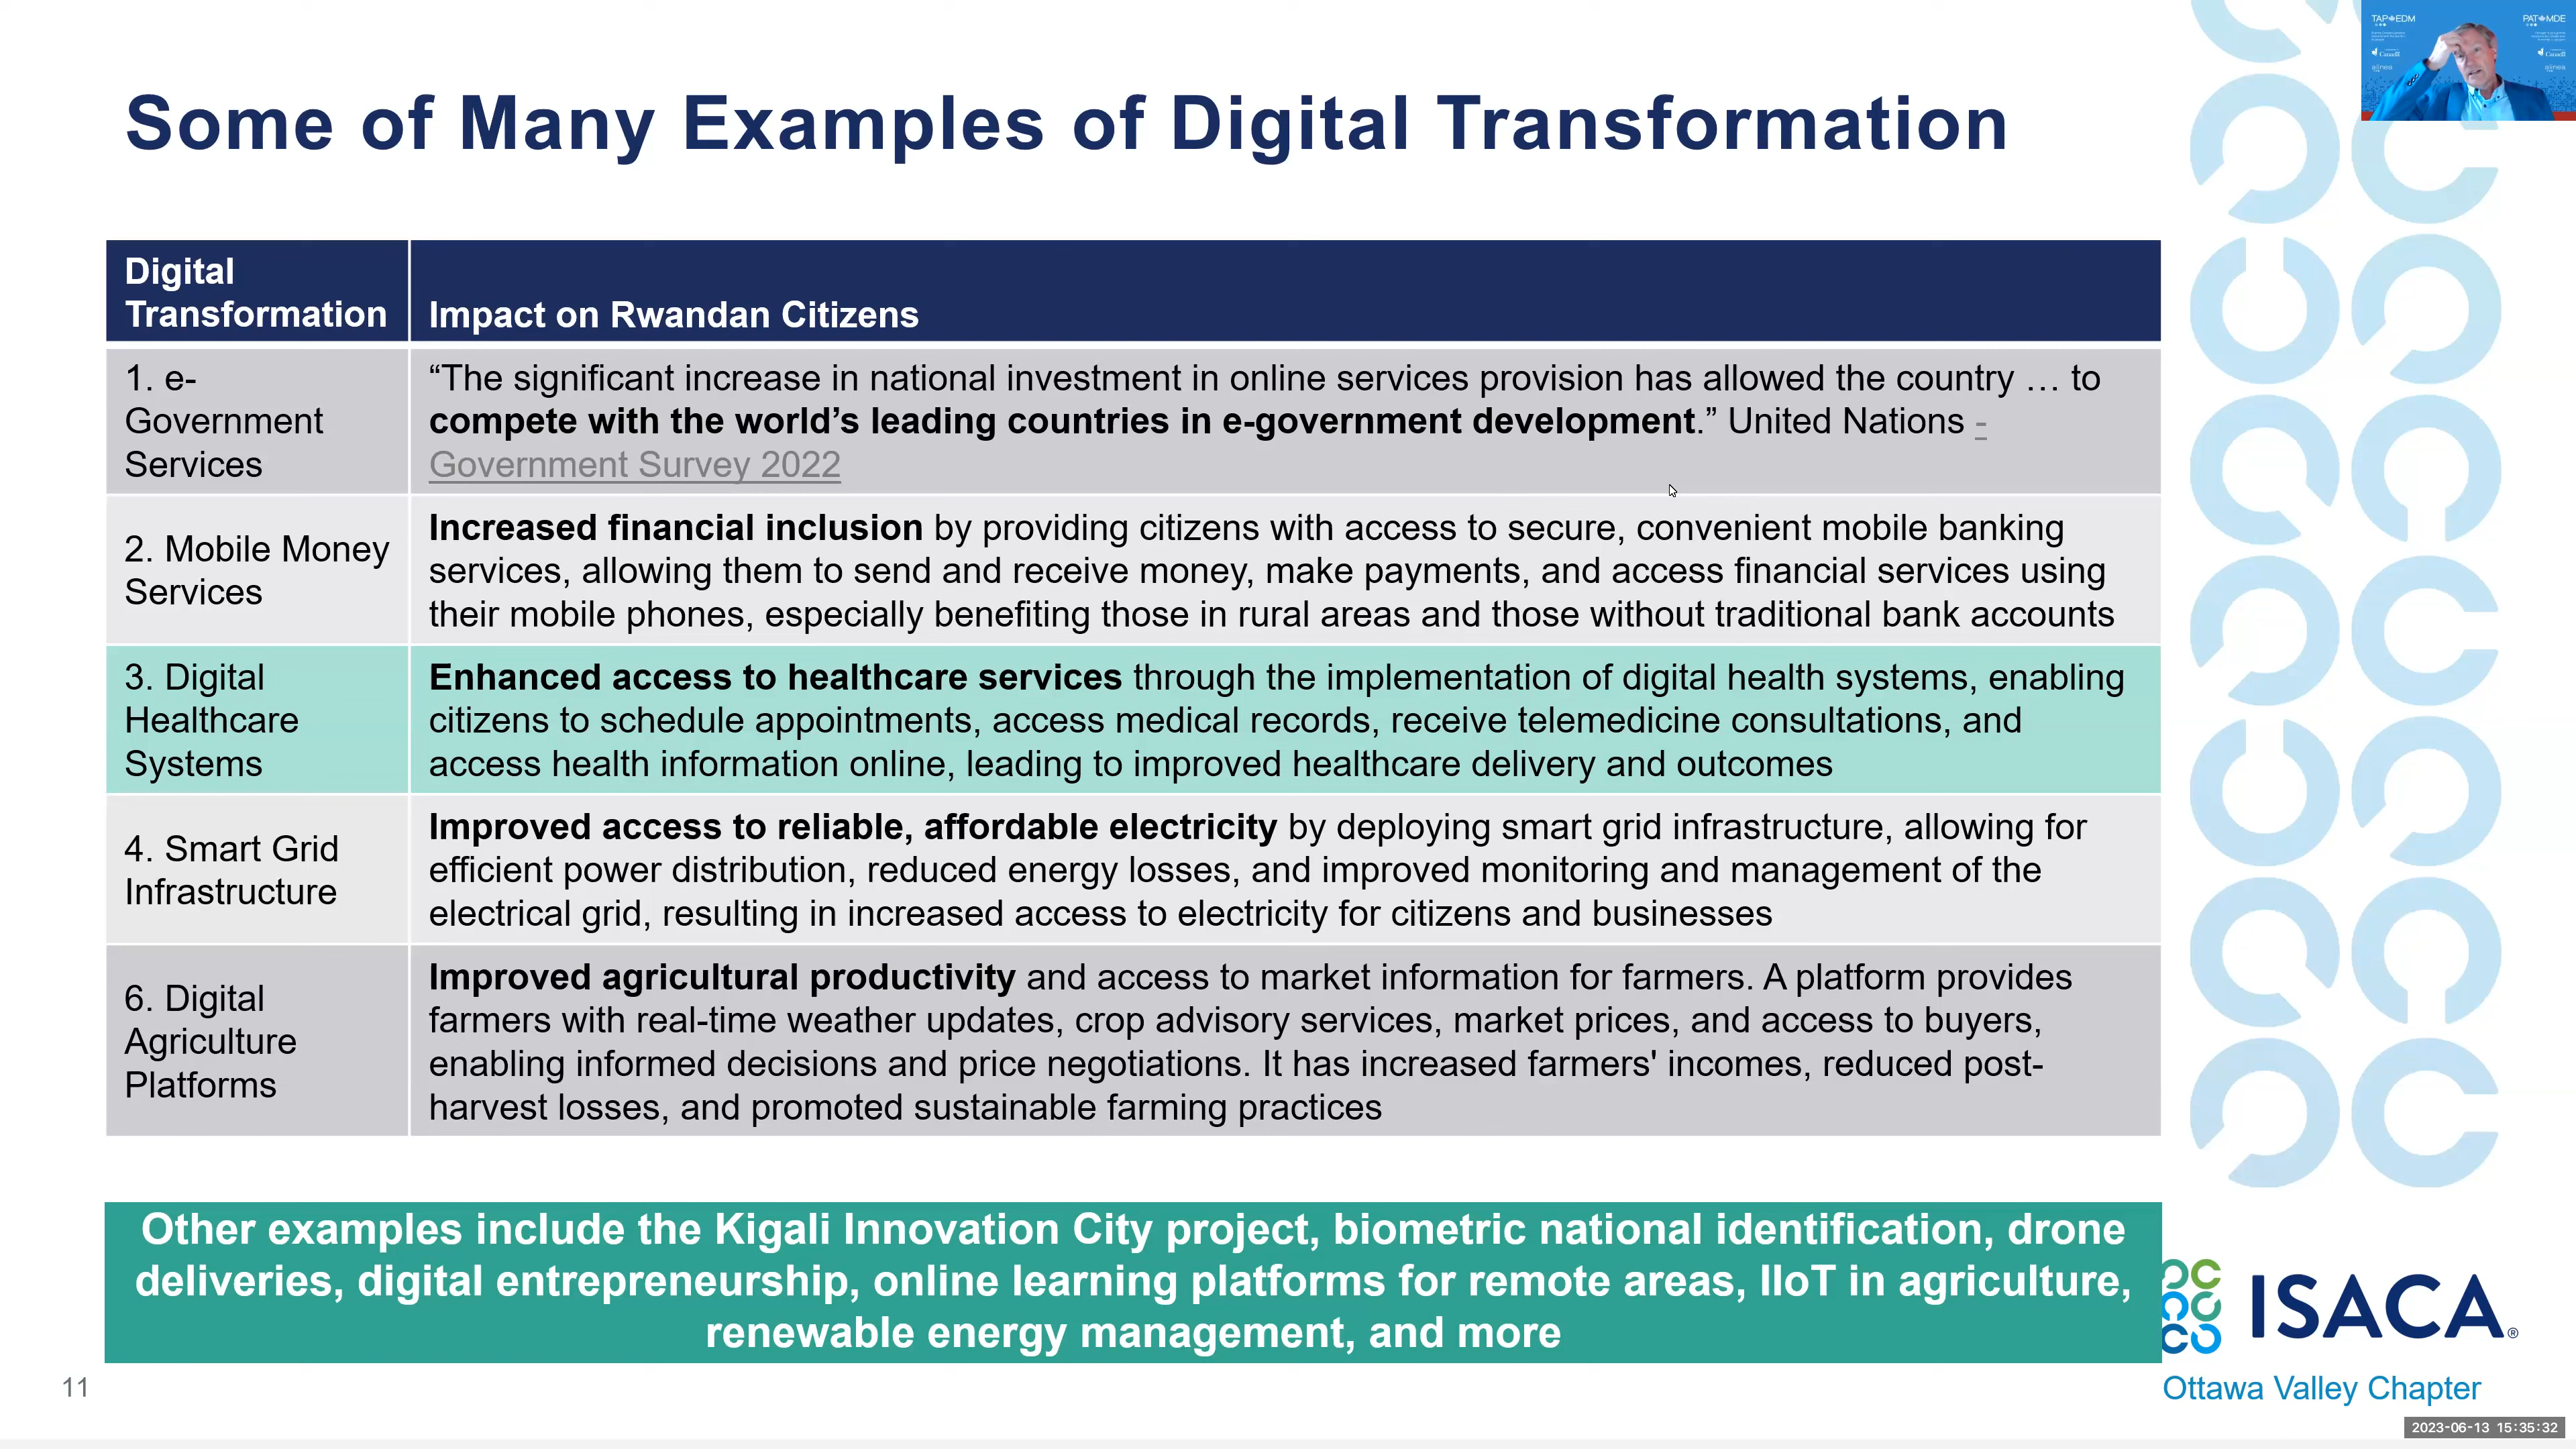 TAP EDM
PAT MDE
Canada
Canada
alinea
alinea
Some of Many Examples of Digital Transformation
Digital
Transformation
Impact on Rwandan Citizens
1. e-
Government
Services
“The significant increase in national investment in online services provision has allowed the country … to
compete with the world’s leading countries in e-government development.” United Nations -
Government Survey 2022
2. Mobile Money
Services
Increased financial inclusion by providing citizens with access to secure, convenient mobile banking
services, allowing them to send and receive money, make payments, and access financial services using
their mobile phones, especially benefiting those in rural areas and those without traditional bank accounts
3. Digital
Healthcare
Systems
Enhanced access to healthcare services through the implementation of digital health systems, enabling
citizens to schedule appointments, access medical records, receive telemedicine consultations, and
access health information online, leading to improved healthcare delivery and outcomes
4. Smart Grid
Infrastructure
Improved access to reliable, affordable electricity by deploying smart grid infrastructure, allowing for
efficient power distribution, reduced energy losses, and improved monitoring and management of the
electrical grid, resulting in increased access to electricity for citizens and businesses
6. Digital
Agriculture
Platforms
Improved agricultural productivity and access to market information for farmers. A platform provides
farmers with real-time weather updates, crop advisory services, market prices, and access to buyers,
enabling informed decisions and price negotiations. It has increased farmers' incomes, reduced post-
harvest losses, and promoted sustainable farming practices
Other examples include the Kigali Innovation City project, biometric national identification, drone
deliveries, digital entrepreneurship, online learning platforms for remote areas, IIoT in agriculture,
renewable energy management, and more
ISACA®
Ottawa Valley Chapter
11
2023-06-13 15:35:32